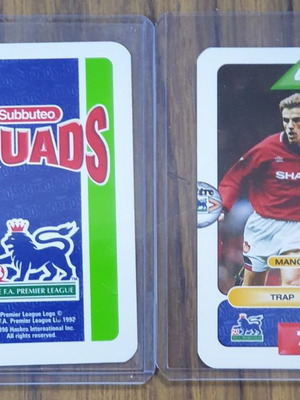 Subbuteo
UADS
E F.A. PREMIER LEAGUE
Premier League Logo ©
F.A. Premier League Ltd 1992
Hasbro International Inc.
All rights reserved.
SHA
MANC
TRAP